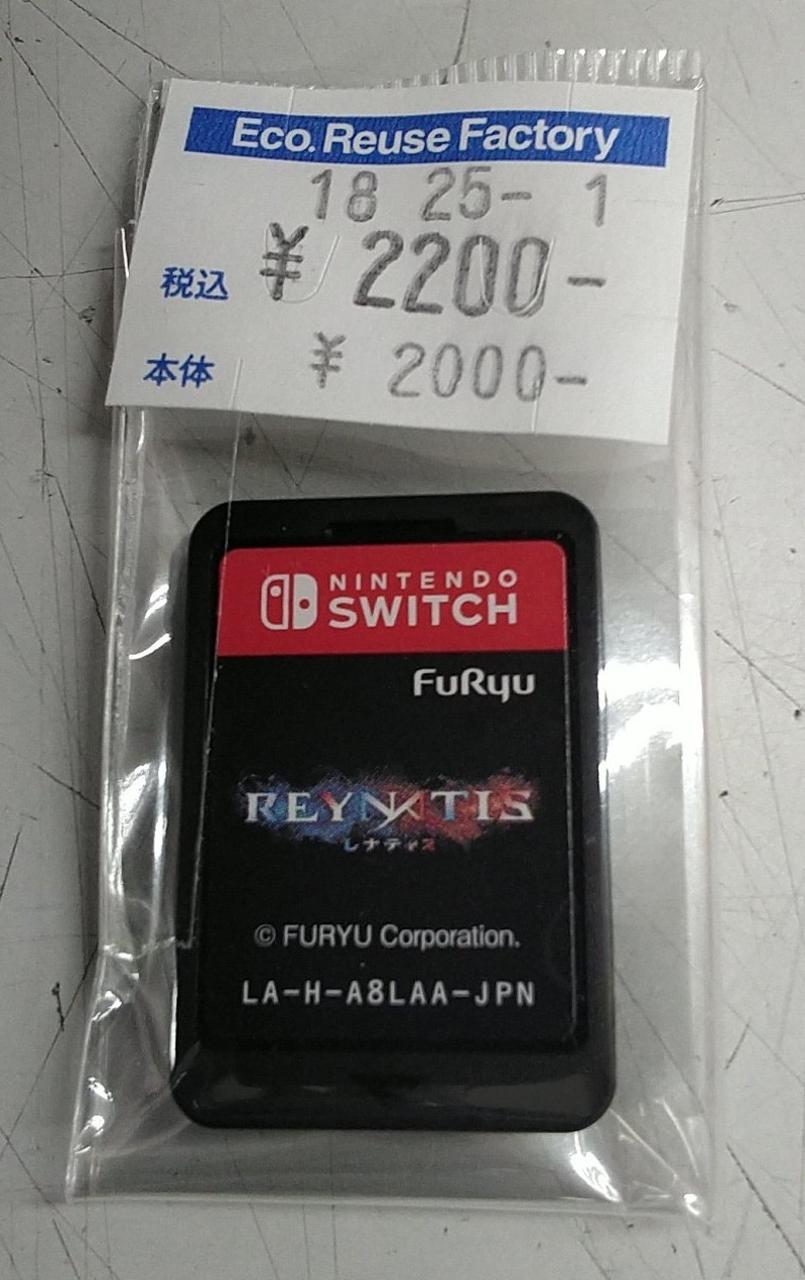 Eco. Reuse Factory
18 25- 1
税込 ¥ 2200-
本体 ¥ 2000-
NINTENDO
SWITCH
FuRyu
REYNATIS
レナティス
© FURYU Corporation.
LA-H-A8LAA-JPN